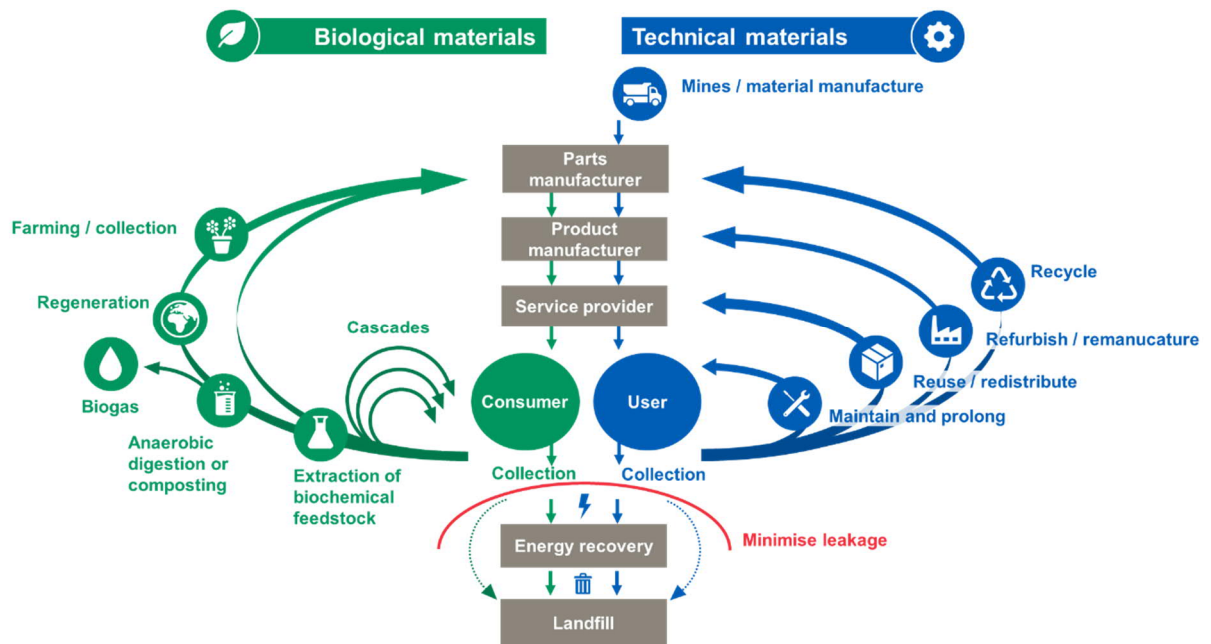 Biological materials
Technical materials
Mines / material manufacture
Parts
manufacturer
Farming / collection
Product
manufacturer
Recycle
Regeneration
Service provider
Cascades
Refurbish / remanucature
Reuse / redistribute
Biogas
Consumer
User
Maintain and prolong
Anaerobic
digestion or
composting
Extraction of
biochemical
feedstock
Collection
Collection
Minimise leakage
Energy recovery
Landfill